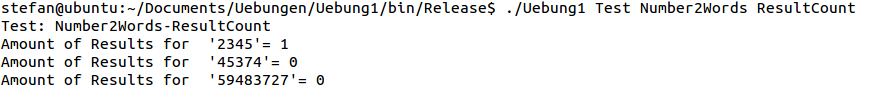 stefan@ubuntu:~/Documents/Uebungen/Uebung1/bin/Release$ ./Uebung1 Test Number2Words ResultCount
Test: Number2Words-ResultCount
Amount of Results for  '2345'= 1
Amount of Results for  '45374'= 0
Amount of Results for  '59483727'= 0